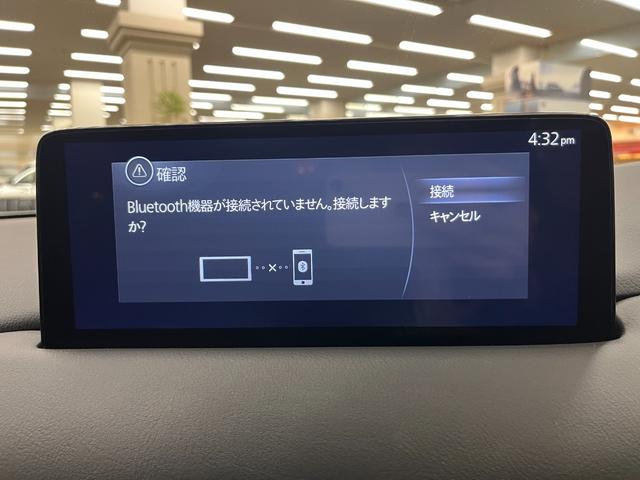 4:32pm
確認
Bluetooth機器が接続されていません。接続します
か?
接続
キャンセル